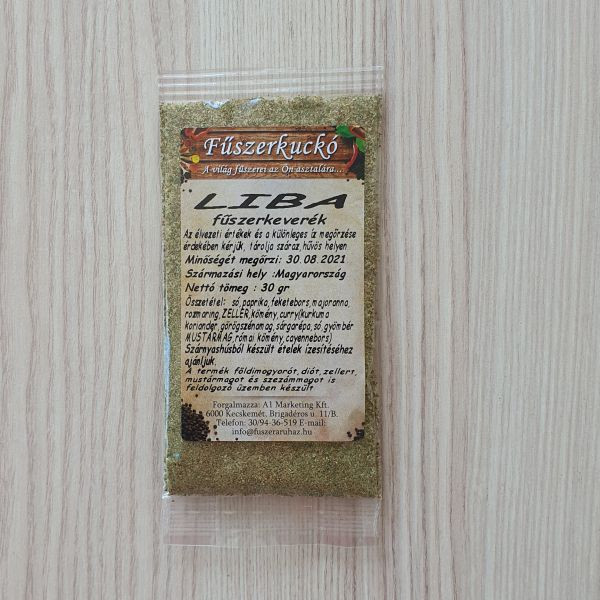 Fűszerkuckó
A világ fűszerei az Ön asztalára...
LIBA
fűszerkeverék
Az élvezeti értékek és a különleges íz megőrzése
érdekében kérjük, tárolja száraz, hűvös helyen
Minőségét megőrzi: 30.08.2021
Származási hely :Magyarország
Nettó tömeg : 30 gr
Összetétel: só, paprika, feketebors, majoranna,
rozmaring, ZELLER, kömény, curry(kurkuma
koriander, görögszénamag, sárgarépa, só, gyömbér
MUSTÁRMAG, római kömény, cayennebors)
Szárnyashúsból készült ételek ízesítéséhez
ajánljuk.
A termék földimogyorót, diót, zellert,
mustármagot és szezámmagot is
feldolgozó üzemben készült
Forgalmazza: A1 Marketing Kft.
6000 Kecskemét, Brigadéros u. 11/B.
Telefon: 30/94-36-519 E-mail:
info@fuszeraruhaz.hu